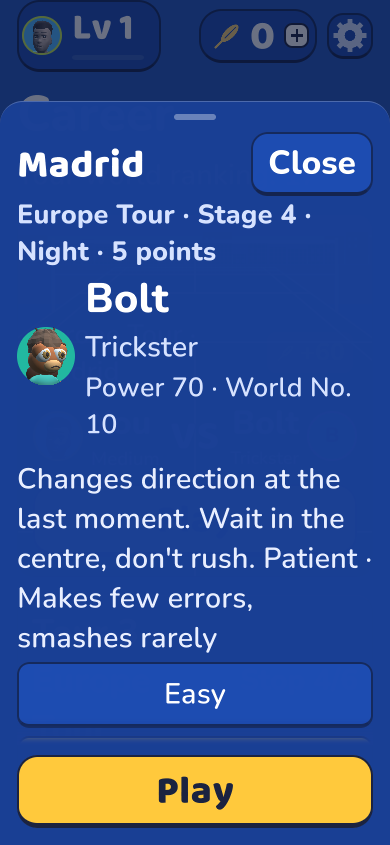 Lv 1
0
Madrid
Close
Europe Tour · Stage 4 ·
Night · 5 points
Bolt
Trickster
Power 70 · World No.
10
Changes direction at the
last moment. Wait in the
centre, don't rush. Patient ·
Makes few errors,
smashes rarely
Easy
Play